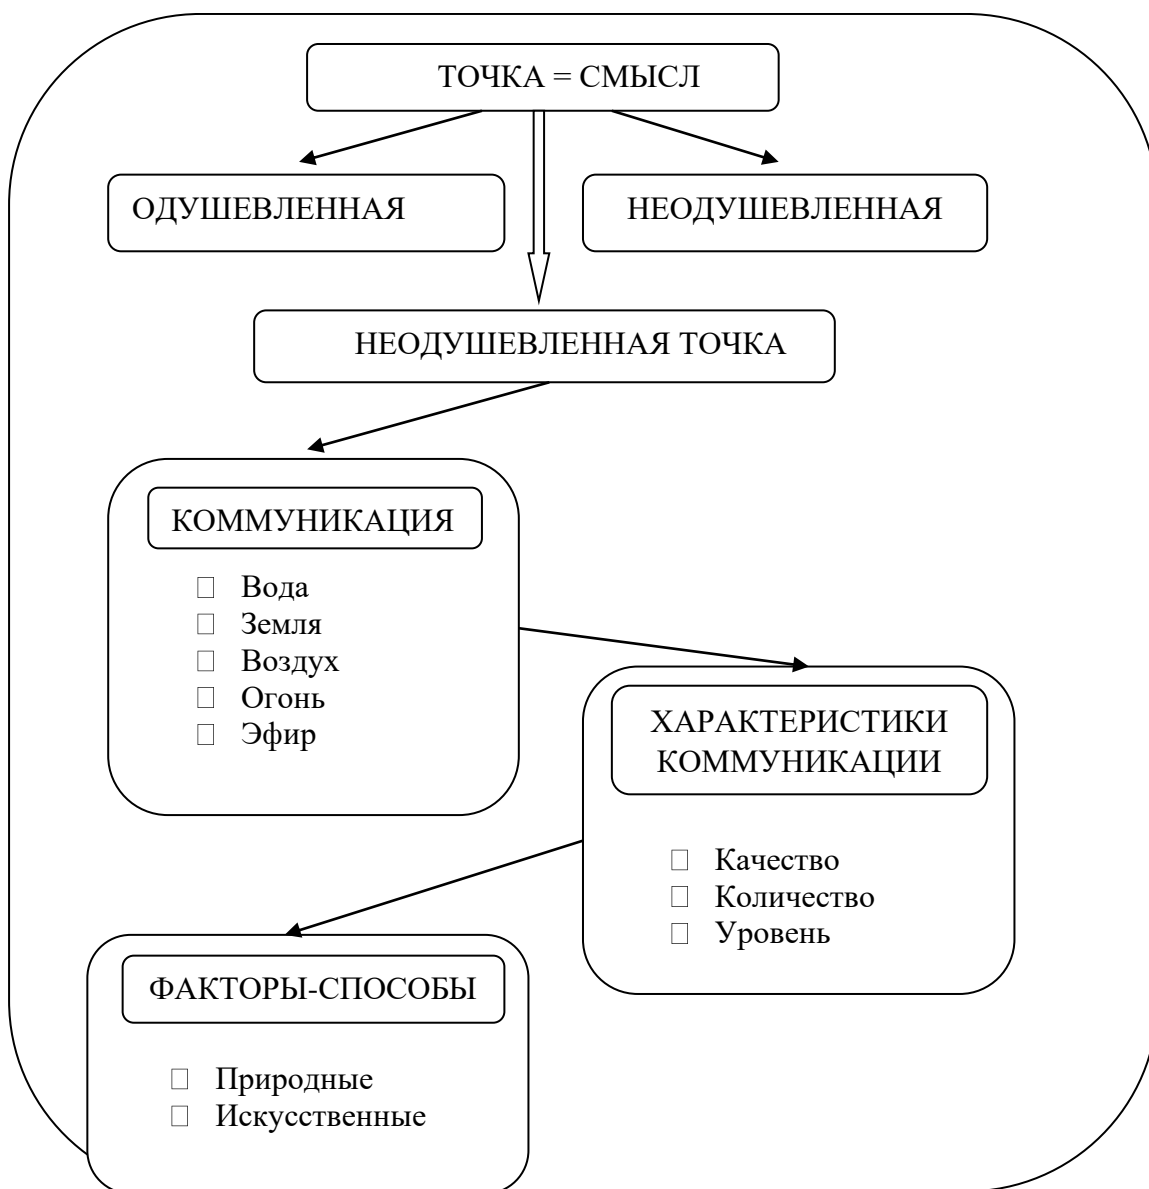 ТОЧКА = СМЫСЛ
ОДУШЕВЛЕННАЯ
НЕОДУШЕВЛЕННАЯ
НЕОДУШЕВЛЕННАЯ ТОЧКА
КОММУНИКАЦИЯ
Вода
Земля
Воздух
Огонь
Эфир
ХАРАКТЕРИСТИКИ
КОММУНИКАЦИИ
Качество
Количество
Уровень
ФАКТОРЫ-СПОСОБЫ
Природные
Искусственные